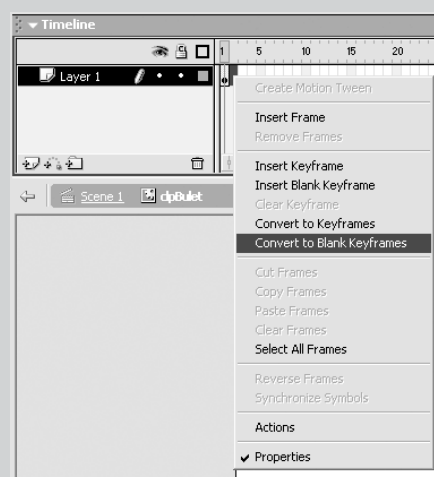 Timeline
1 5 10 15 20
Layer 1
Create Motion Tween
Insert Frame
Remove Frames
Insert Keyframe
Insert Blank Keyframe
Clear Keyframe
Convert to Keyframes
Convert to Blank Keyframes
Scene 1 dpBulet
Cut Frames
Copy Frames
Paste Frames
Clear Frames
Select All Frames
Reverse Frames
Synchronize Symbols
Actions
Properties